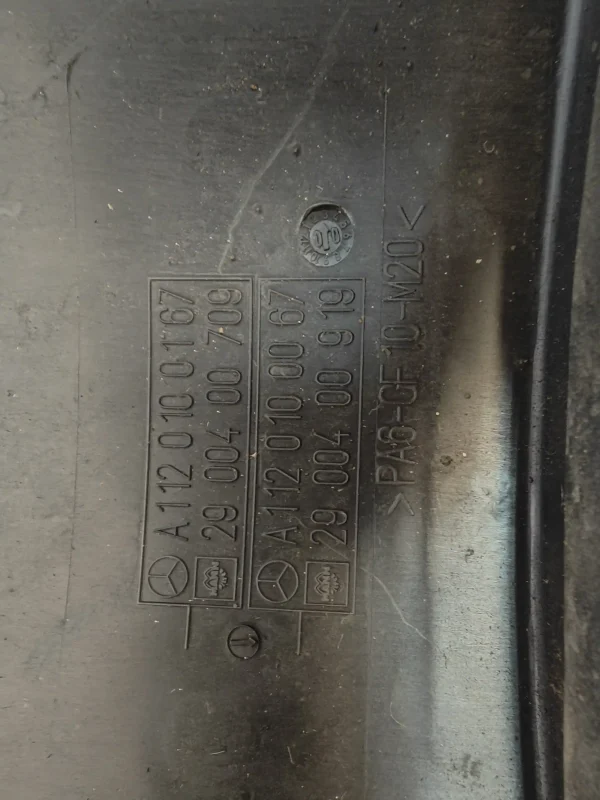 A 112 010 01 67
29 004 00 709
A 112 010 00 67
29 004 00 919
>PA6-GF10-M20<